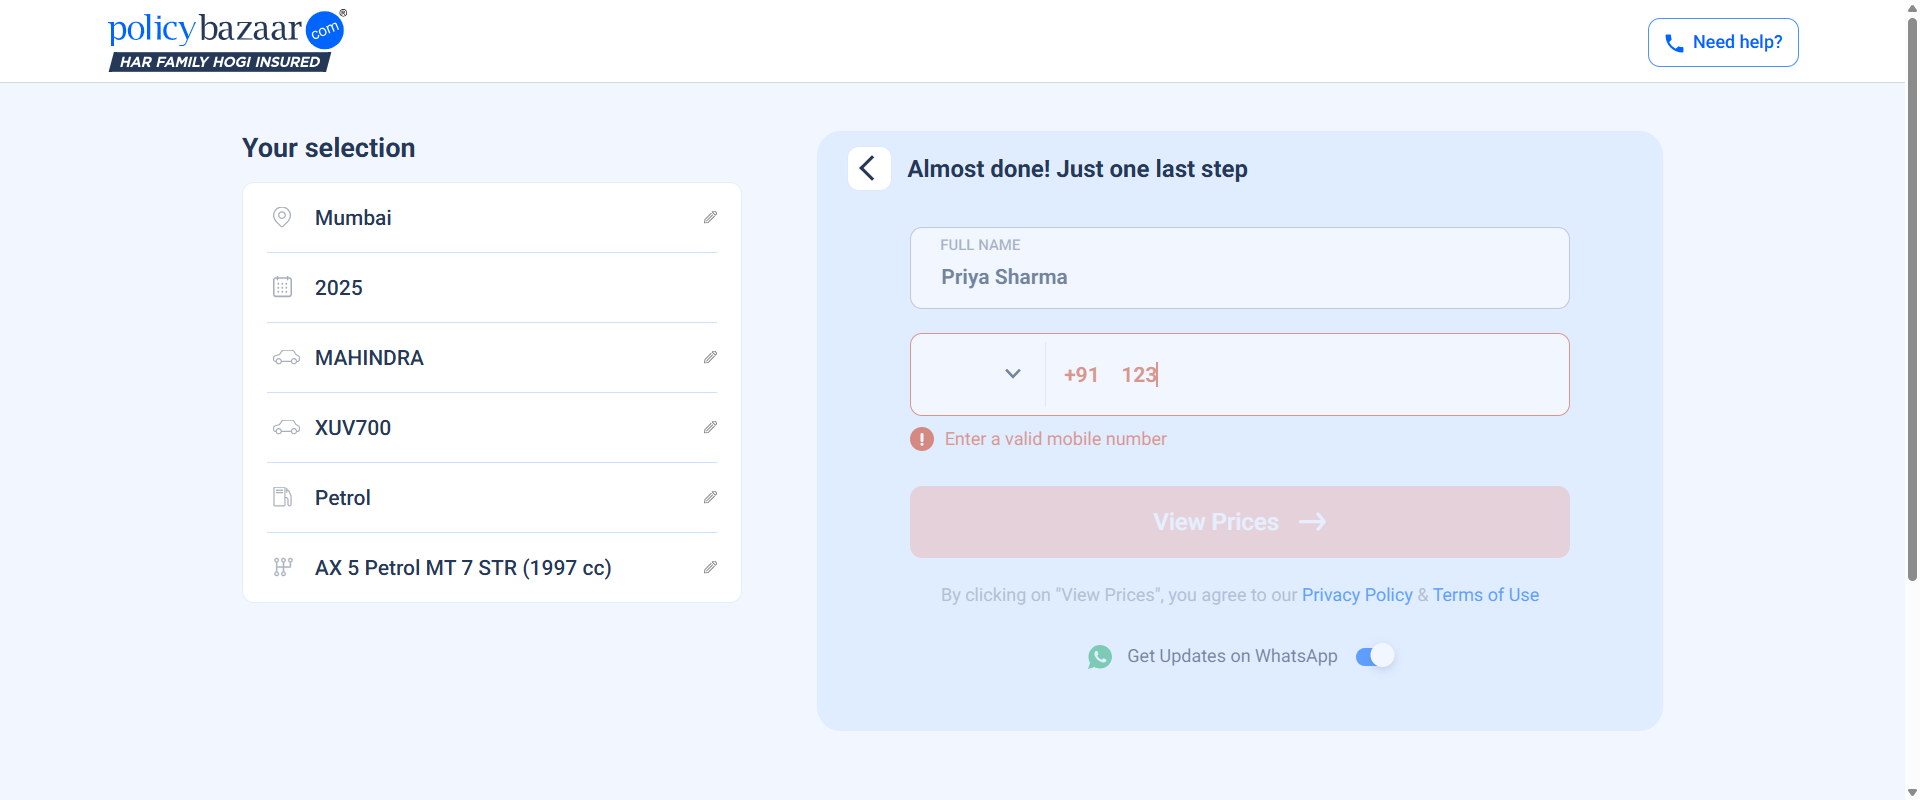 policybazaar com ®
HAR FAMILY HOGI INSURED
Need help?
Your selection
Mumbai
2025
MAHINDRA
XUV700
Petrol
AX 5 Petrol MT 7 STR (1997 cc)
Almost done! Just one last step
FULL NAME
Priya Sharma
+91 123
! Enter a valid mobile number
View Prices →
By clicking on "View Prices", you agree to our Privacy Policy & Terms of Use
Get Updates on WhatsApp